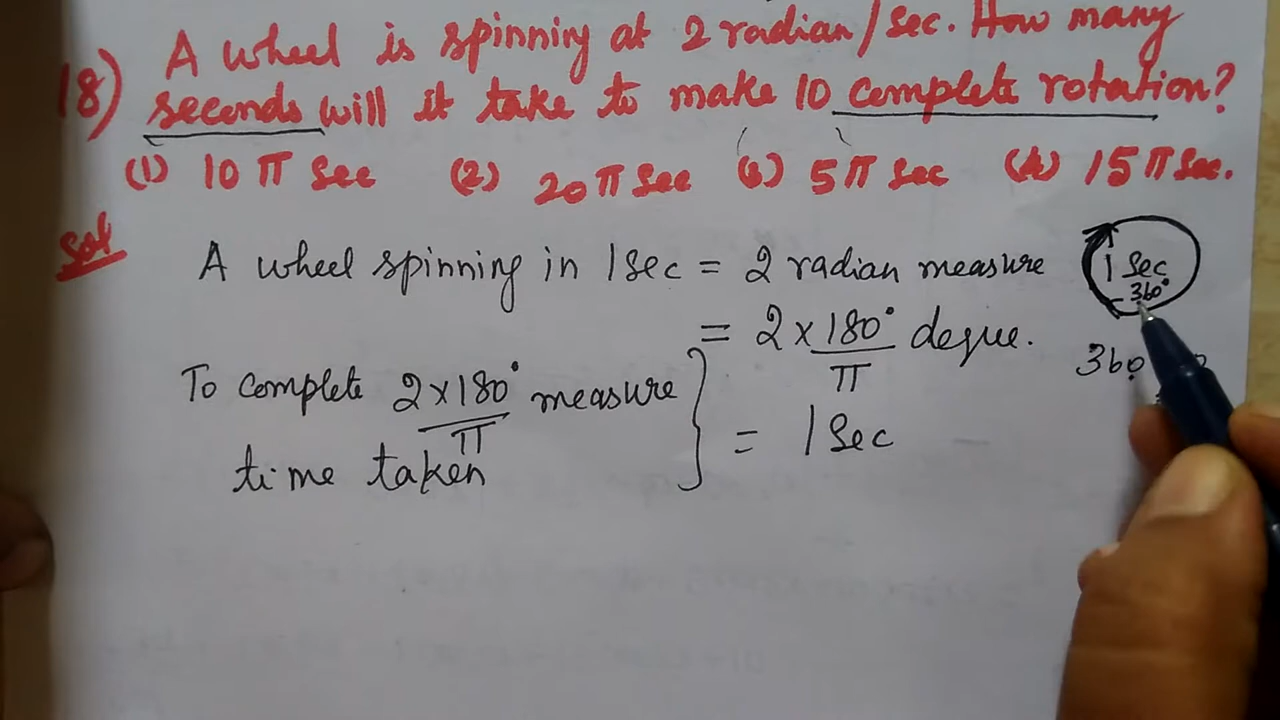 18) A wheel is spinning at 2 radian/sec. How many
seconds will it take to make 10 complete rotation?
(1) 10 π sec (2) 20 π sec (3) 5 π sec (4) 15 π sec.
Sol
A wheel spinning in 1 sec = 2 radian measure
1 Sec
360°
= 2 × 180°/π degree.
360
To complete 2×180°/π measure
time taken
= 1 Sec